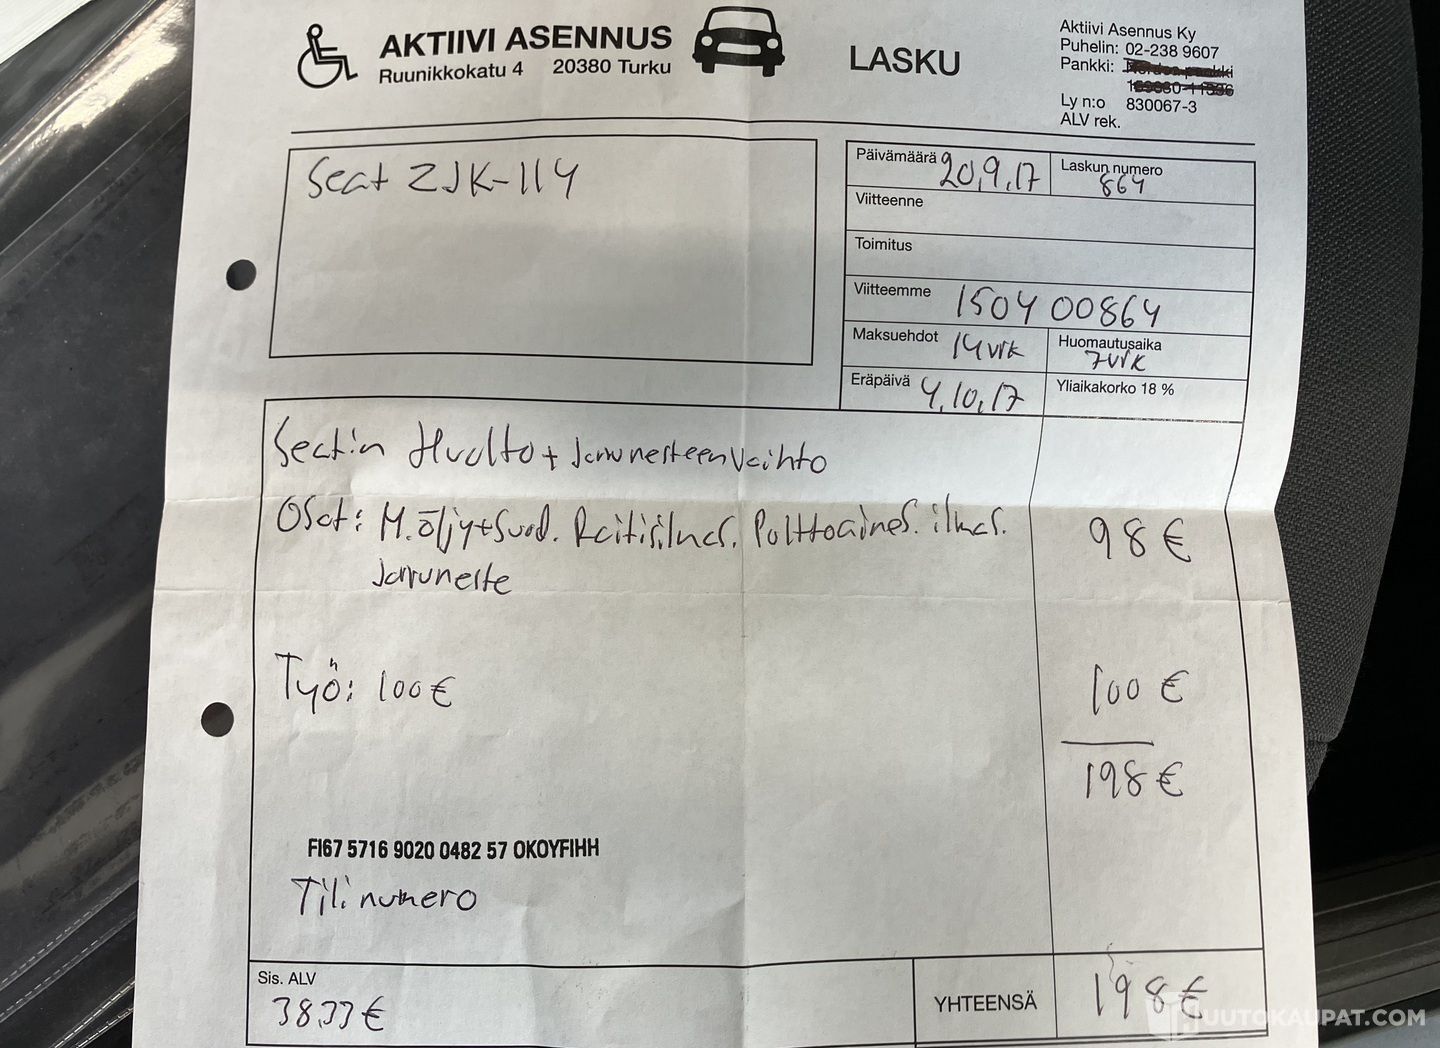 AKTIIVI ASENNUS
Ruunikkokatu 4 20380 Turku
LASKU
Aktiivi Asennus Ky
Puhelin: 02-238 9607
Pankki:
Ly n:o 830067-3
ALV rek.
Seat ZJK-114
Päivämäärä 20.9.17 Laskun numero 864
Viitteenne
Toimitus
Viitteemme 1504 00864
Maksuehdot 14 vrk Huomautusaika 7 vrk
Eräpäivä 4.10.17 Yliaikakorko 18 %
Seatin Huolto + Jarrunesteen vaihto
Osat: M.öljy+suod. Raitisilmas. Polttoaines. ilmas. 98 €
Jarruneste
Työ: 100 € 100 €
198 €
FI67 5716 9020 0482 57 OKOYFIHH
Tilinumero
Sis. ALV
38.33 €
YHTEENSÄ 198 €
HUUTOKAUPAT.COM